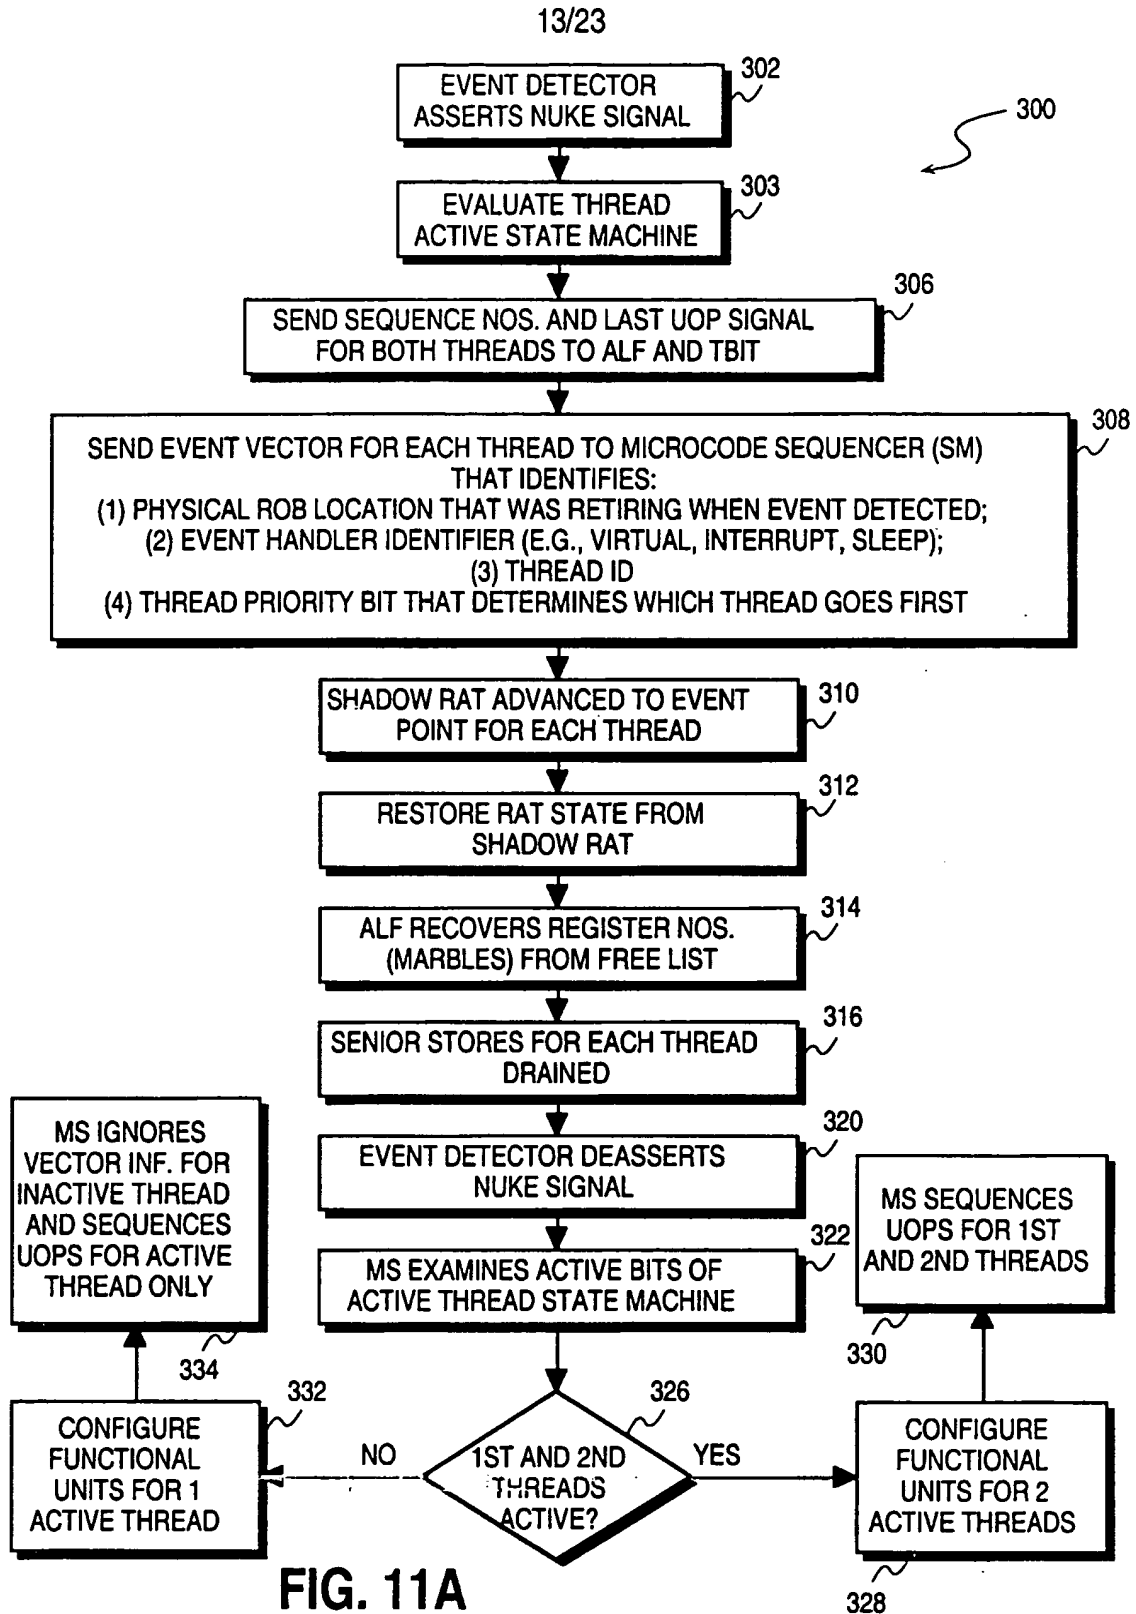 13/23
302
EVENT DETECTOR
ASSERTS NUKE SIGNAL
300
303
EVALUATE THREAD
ACTIVE STATE MACHINE
306
SEND SEQUENCE NOS. AND LAST UOP SIGNAL
FOR BOTH THREADS TO ALF AND TBIT
308
SEND EVENT VECTOR FOR EACH THREAD TO MICROCODE SEQUENCER (SM)
THAT IDENTIFIES:
(1) PHYSICAL ROB LOCATION THAT WAS RETIRING WHEN EVENT DETECTED;
(2) EVENT HANDLER IDENTIFIER (E.G., VIRTUAL, INTERRUPT, SLEEP);
(3) THREAD ID
(4) THREAD PRIORITY BIT THAT DETERMINES WHICH THREAD GOES FIRST
310
SHADOW RAT ADVANCED TO EVENT
POINT FOR EACH THREAD
312
RESTORE RAT STATE FROM
SHADOW RAT
314
ALF RECOVERS REGISTER NOS.
(MARBLES) FROM FREE LIST
316
SENIOR STORES FOR EACH THREAD
DRAINED
320
EVENT DETECTOR DEASSERTS
NUKE SIGNAL
322
MS EXAMINES ACTIVE BITS OF
ACTIVE THREAD STATE MACHINE
326
1ST AND 2ND
THREADS
ACTIVE?
NO
YES
332
CONFIGURE
FUNCTIONAL
UNITS FOR 1
ACTIVE THREAD
334
MS IGNORES
VECTOR INF. FOR
INACTIVE THREAD
AND SEQUENCES
UOPS FOR ACTIVE
THREAD ONLY
CONFIGURE
FUNCTIONAL
UNITS FOR 2
ACTIVE THREADS
328
MS SEQUENCES
UOPS FOR 1ST
AND 2ND THREADS
330
FIG. 11A